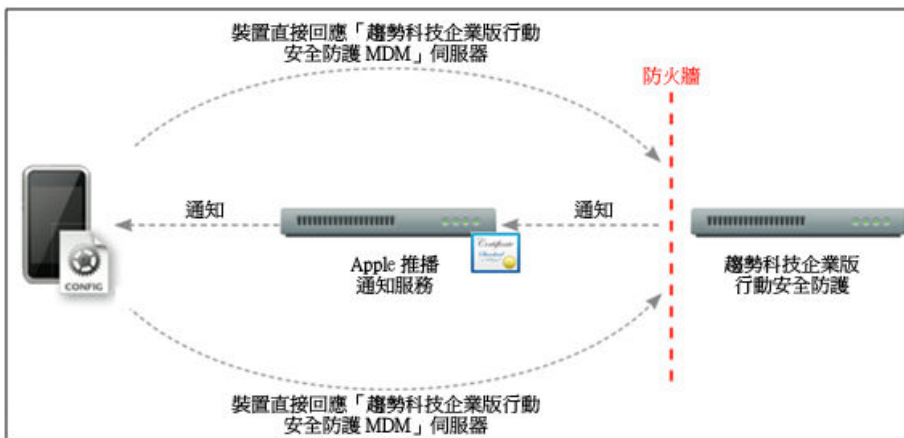 裝置直接回應「趨勢科技企業版行動
安全防護 MDM」伺服器
防火牆
通知
通知
Certificate
CONFIG
Apple 推播
通知服務
趨勢科技企業版
行動安全防護
裝置直接回應「趨勢科技企業版行動
安全防護 MDM」伺服器